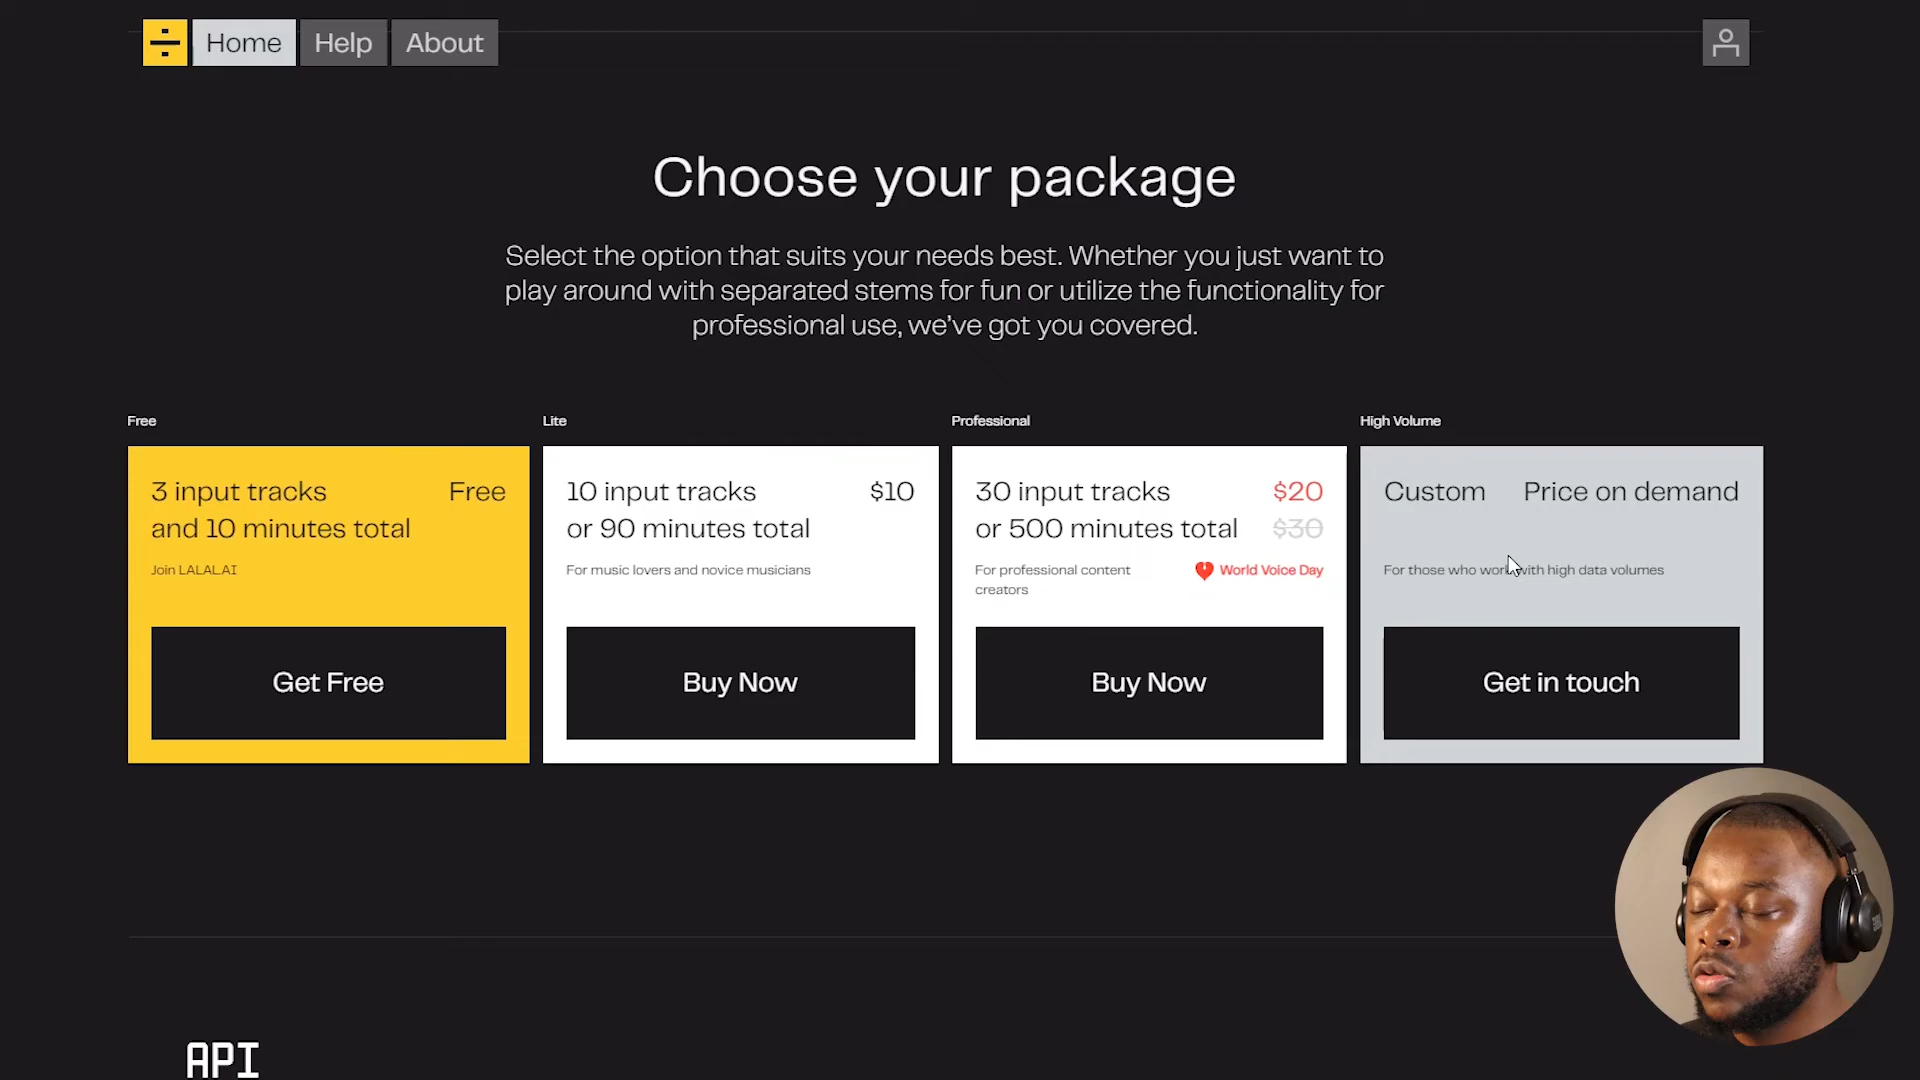 Home
Help
About
Choose your package
Select the option that suits your needs best. Whether you just want to
play around with separated stems for fun or utilize the functionality for
professional use, we've got you covered.
Free
3 input tracks
and 10 minutes total
Free
Join LALAL.AI
Get Free
Lite
10 input tracks
or 90 minutes total
$10
For music lovers and novice musicians
Buy Now
Professional
30 input tracks
or 500 minutes total
$20
$30
For professional content
creators
World Voice Day
Buy Now
High Volume
Custom
Price on demand
For those who work with high data volumes
Get in touch
API